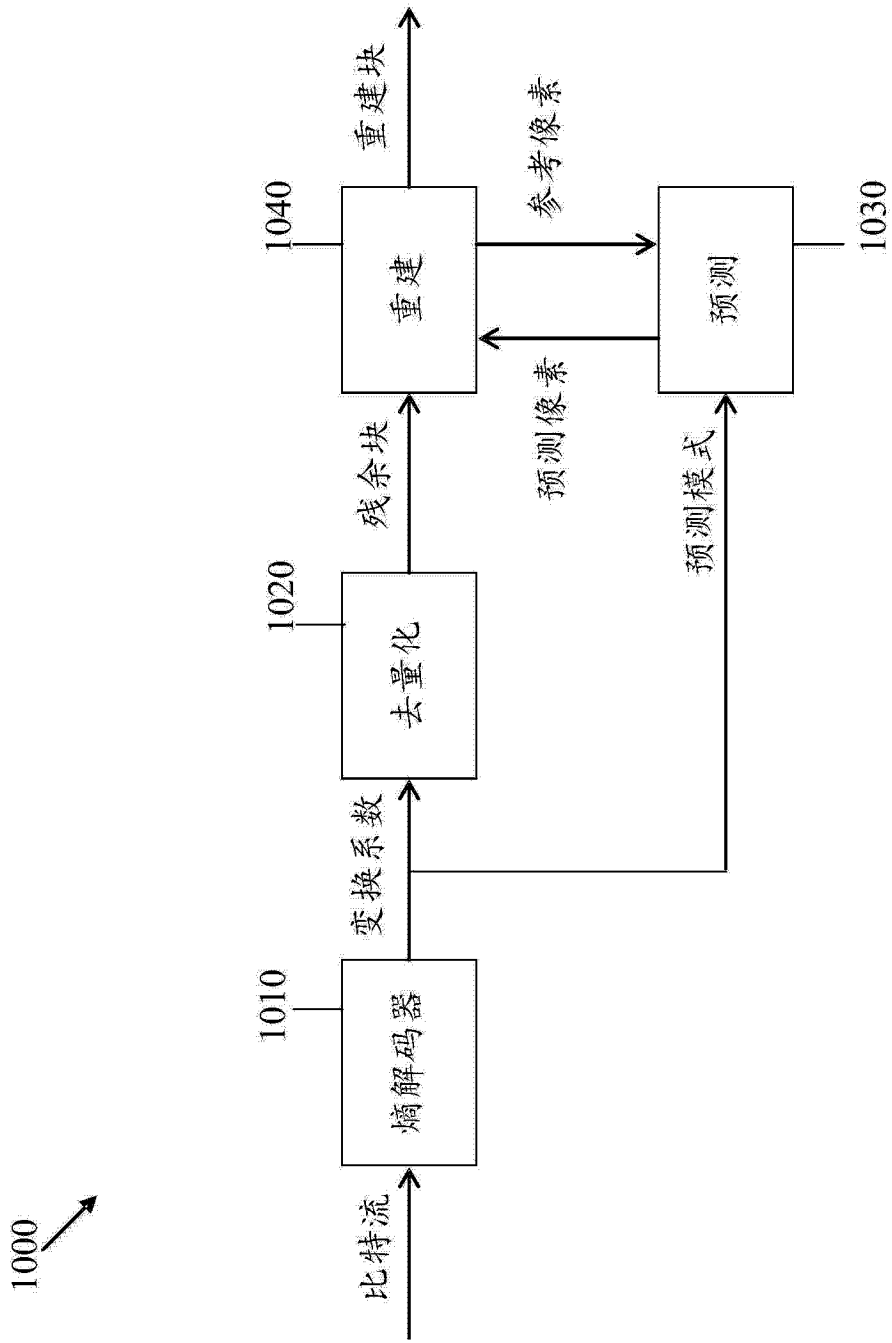 1000
比特流
1010
熵解码器
变换系数
1020
去量化
残余块
1040
重建
重建块
预测像素
参考像素
预测模式
预测
1030